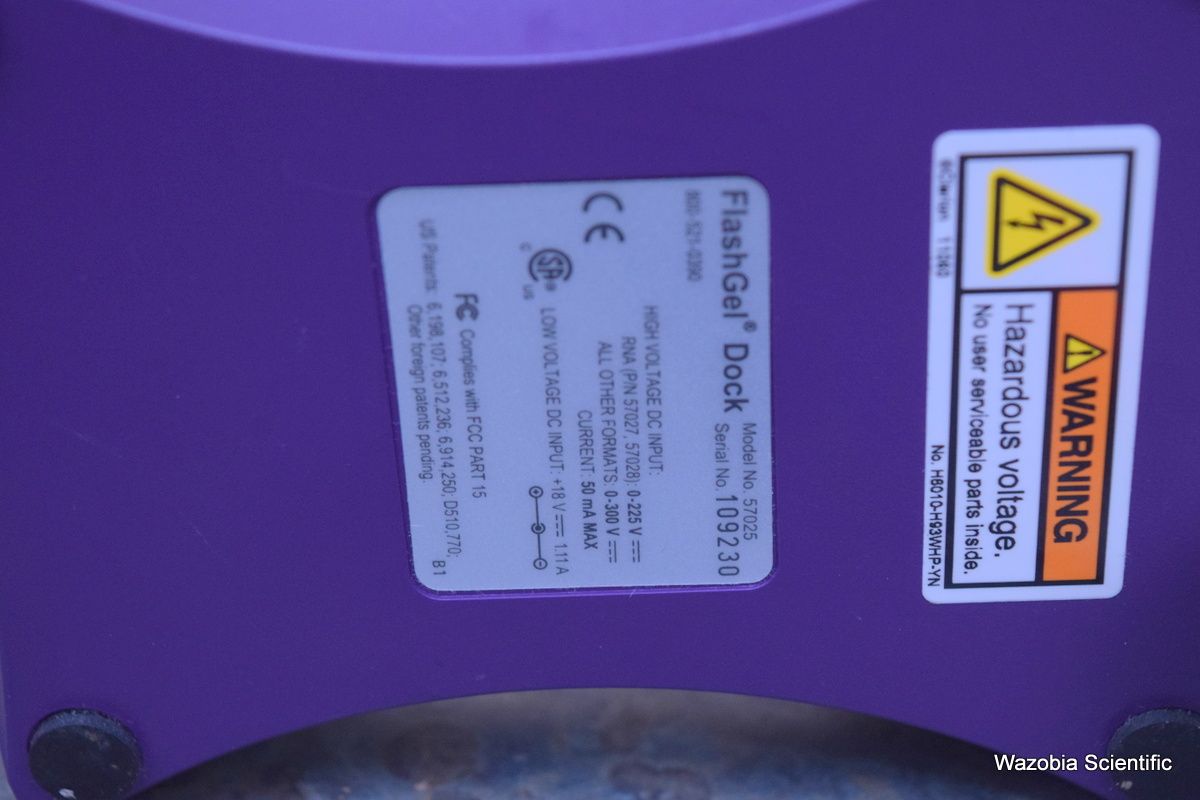 FlashGel® Dock
Model No. 57025
Serial No. 109230
HIGH VOLTAGE DC INPUT:
RNA (P/N 57027, 57028): 0-225 V
ALL OTHER FORMATS: 0-300 V
CURRENT: 50 mA MAX
CE
LOW VOLTAGE DC INPUT: +18 V 1.11 A
C US
SA®
FC Complies with FCC PART 15
US Patents: 6,198,107; 6,512,236; 6,914,250; D510,770;
Other foreign patents pending.
B1
WARNING
Hazardous voltage.
No user serviceable parts inside.
No. H6010-H93WHP-YN
Wazobia Scientific